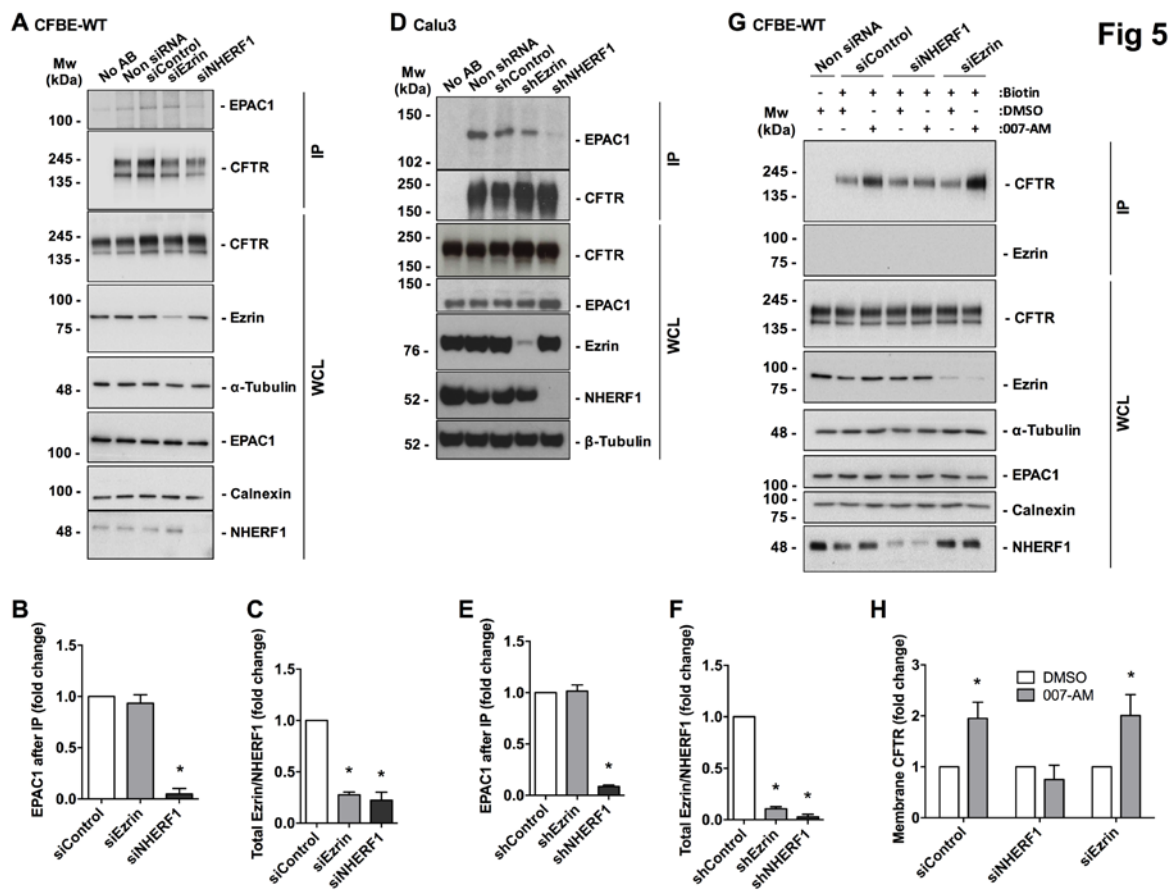 Fig 5
A CFBE-WT
Mw
(kDa)
No AB
Non siRNA
siControl
siEzrin
siNHERF1
100 -
- EPAC1
245 -
135 -
- CFTR
IP
245 -
135 -
- CFTR
100 -
75 -
- Ezrin
48 -
- α-Tubulin
100 -
- EPAC1
100 -
- Calnexin
48 -
- NHERF1
WCL
D Calu3
Mw
(kDa)
No AB
Non shRNA
shControl
shEzrin
shNHERF1
150 -
102 -
- EPAC1
250 -
150 -
- CFTR
IP
250 -
150 -
- CFTR
150 -
- EPAC1
76 -
- Ezrin
52 -
- NHERF1
52 -
- β-Tubulin
WCL
G CFBE-WT
Non siRNA
siControl
siNHERF1
siEzrin
- + + + + + + :Biotin
+ + - + - + - :DMSO
- - + - + - + :007-AM
Mw
(kDa)
245 -
135 -
- CFTR
100 -
75 -
- Ezrin
IP
245 -
135 -
- CFTR
100 -
75 -
- Ezrin
48 -
- α-Tubulin
100 -
- EPAC1
100 -
75 -
- Calnexin
48 -
- NHERF1
WCL
B
EPAC1 after IP (fold change)
1.5
1.0
0.5
0.0
*
siControl
siEzrin
siNHERF1
C
Total Ezrin/NHERF1 (fold change)
1.5
1.0
0.5
0.0
* *
siControl
siEzrin
siNHERF1
E
EPAC1 after IP (fold change)
1.5
1.0
0.5
0.0
*
shControl
shEzrin
shNHERF1
F
Total Ezrin/NHERF1 (fold change)
1.5
1.0
0.5
0.0
* *
shControl
shEzrin
shNHERF1
H
Membrane CFTR (fold change)
3
2
1
0
DMSO
007-AM
* *
siControl
siNHERF1
siEzrin